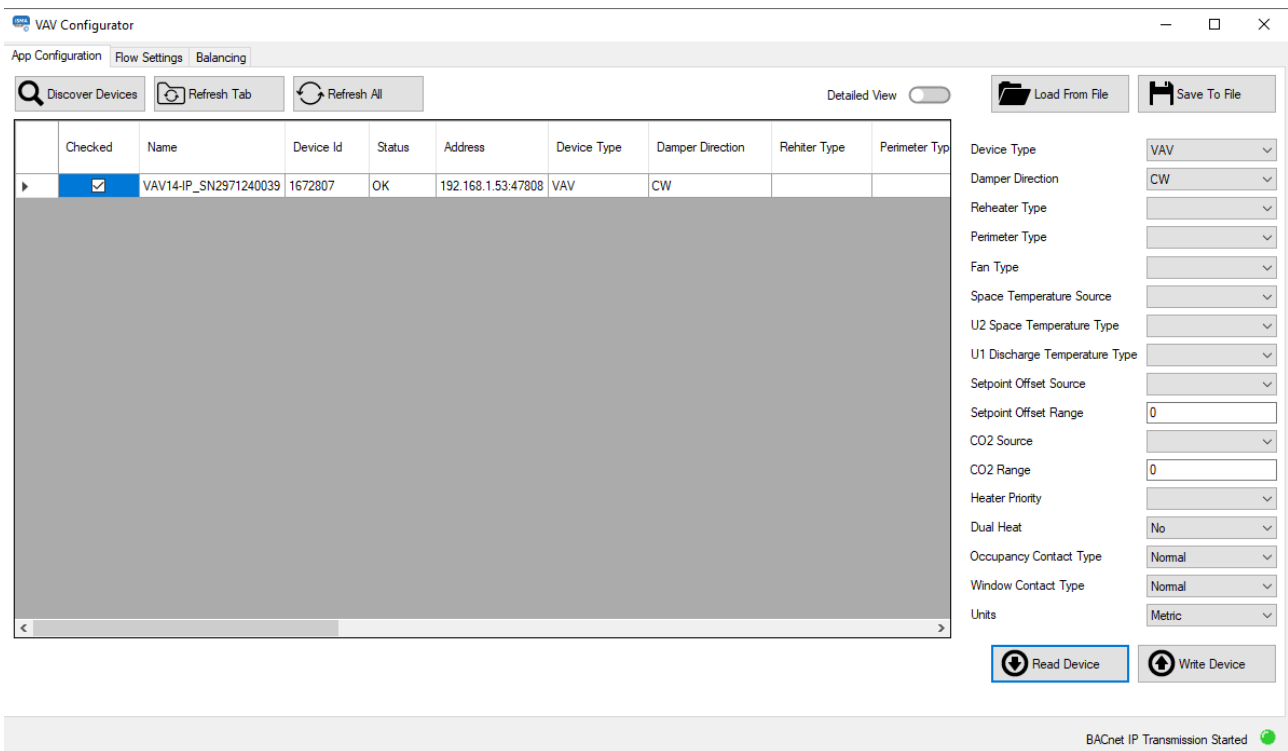 VAV Configurator
App Configuration Flow Settings Balancing
Discover Devices Refresh Tab Refresh All Detailed View Load From File Save To File
Checked Name Device Id Status Address Device Type Damper Direction Rehiter Type Perimeter Typ
VAV14-IP_SN2971240039 1672807 OK 192.168.1.53:47808 VAV CW
Device Type VAV
Damper Direction CW
Reheater Type
Perimeter Type
Fan Type
Space Temperature Source
U2 Space Temperature Type
U1 Discharge Temperature Type
Setpoint Offset Source
Setpoint Offset Range 0
CO2 Source
CO2 Range 0
Heater Priority
Dual Heat No
Occupancy Contact Type Normal
Window Contact Type Normal
Units Metric
Read Device Write Device
BACnet IP Transmission Started